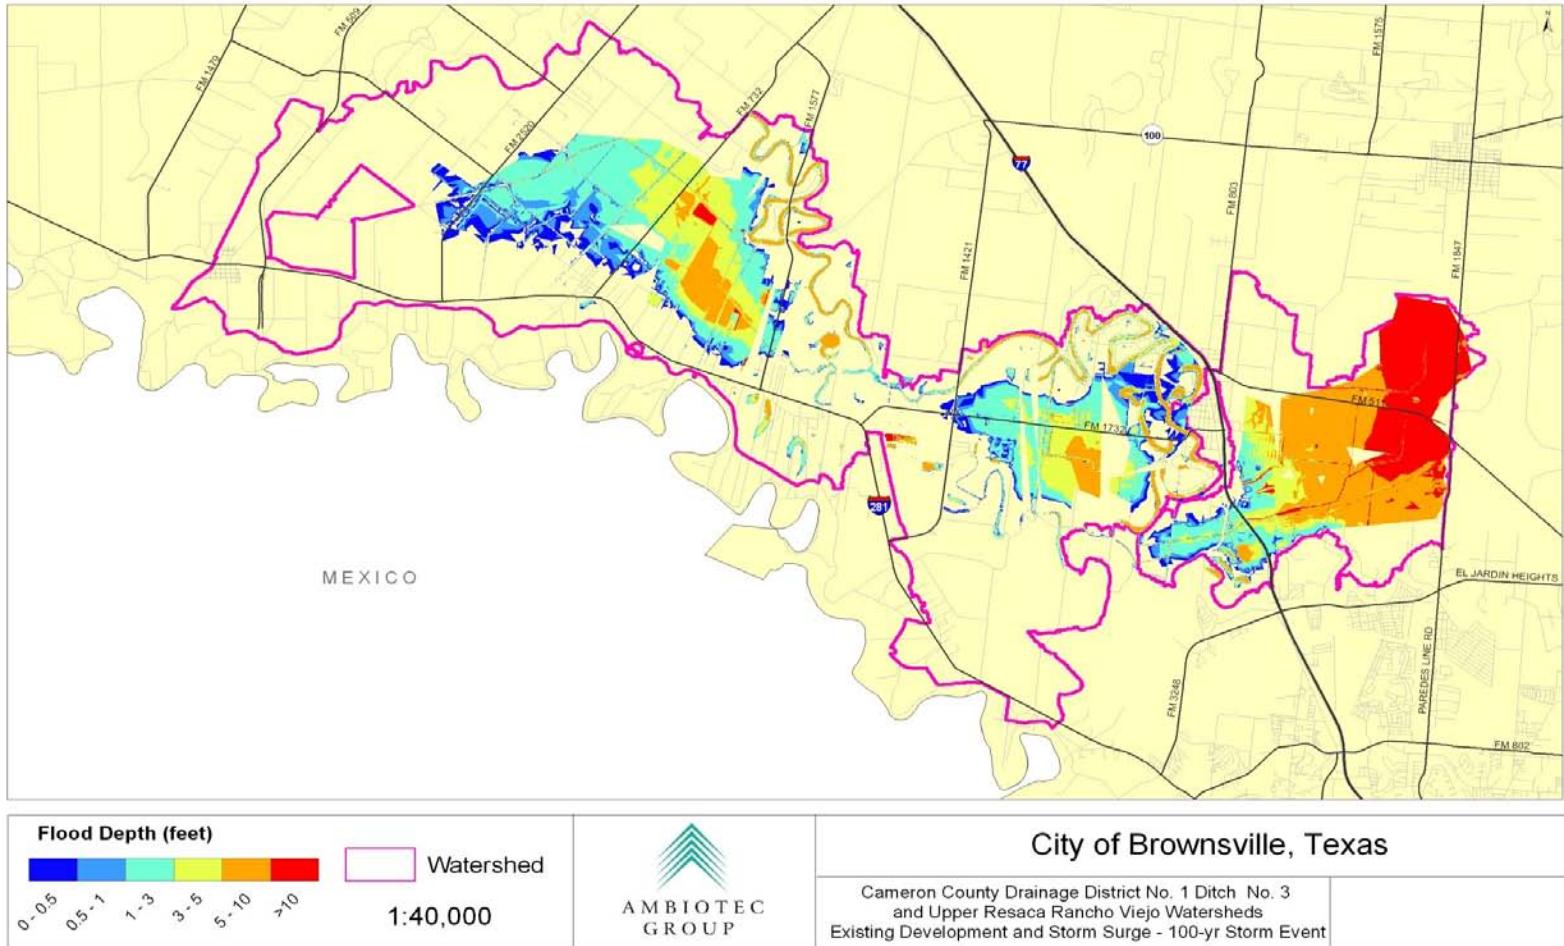 FM 509
FM 1479
FM 2520
FM 732
FM 1577
77
100
FM 803
FM 1575
FM 1847
FM 1421
FM 511
FM 1732
281
MEXICO
EL JARDIN HEIGHTS
PAREDES LINE RD
FM 3248
FM 802
Flood Depth (feet)
0 - 0.5
0.5 - 1
1 - 3
3 - 5
5 - 10
>10
Watershed
1:40,000
AMBIOTEC
GROUP
City of Brownsville, Texas
Cameron County Drainage District No. 1 Ditch No. 3
and Upper Resaca Rancho Viejo Watersheds
Existing Development and Storm Surge - 100-yr Storm Event